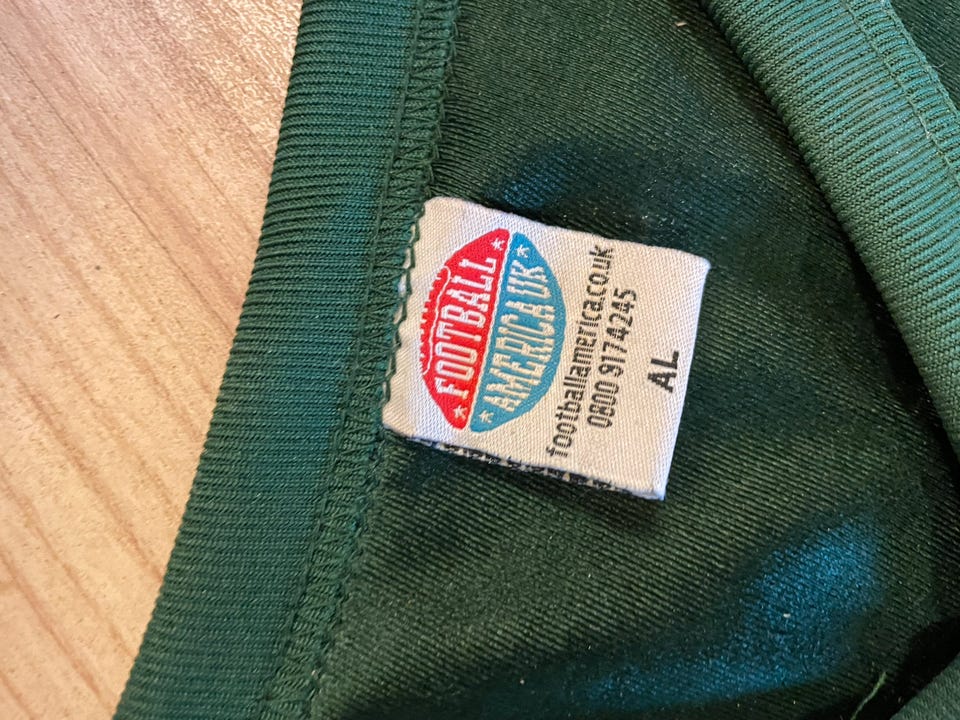 FOOTBALL
AMERICA UK
footballamerica.co.uk
0800 9174245
AL